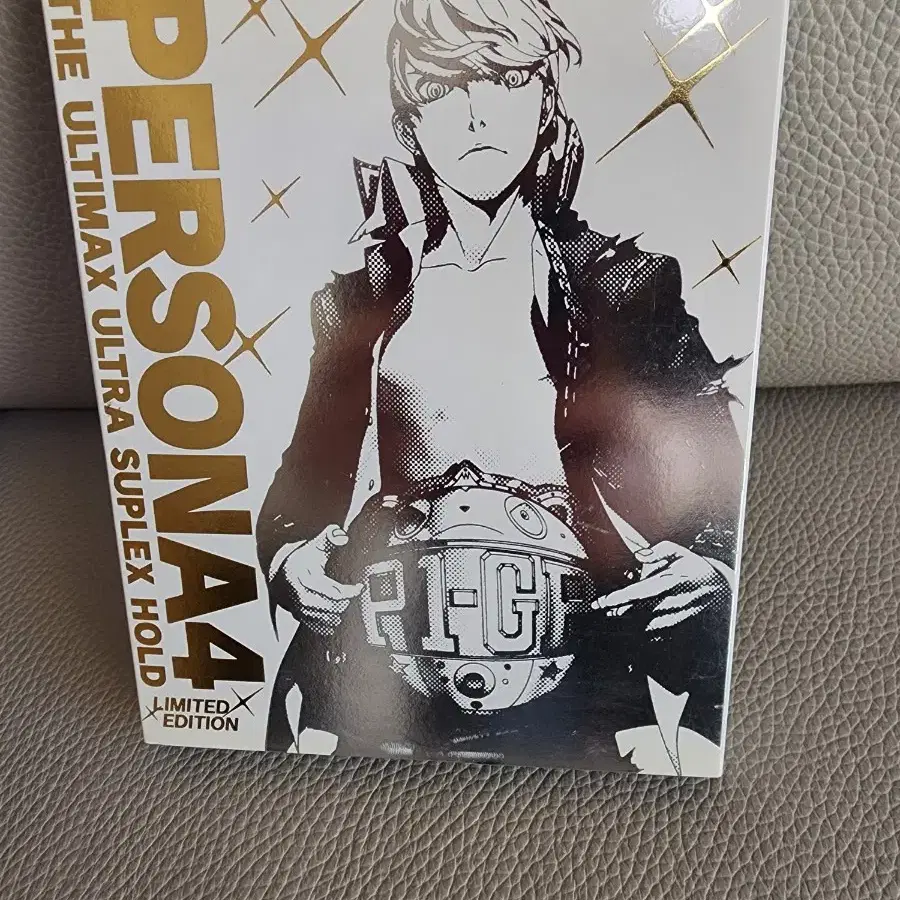 PERSONA4
THE ULTIMAX ULTRA SUPLEX HOLD
LIMITED
EDITION
P1-GP